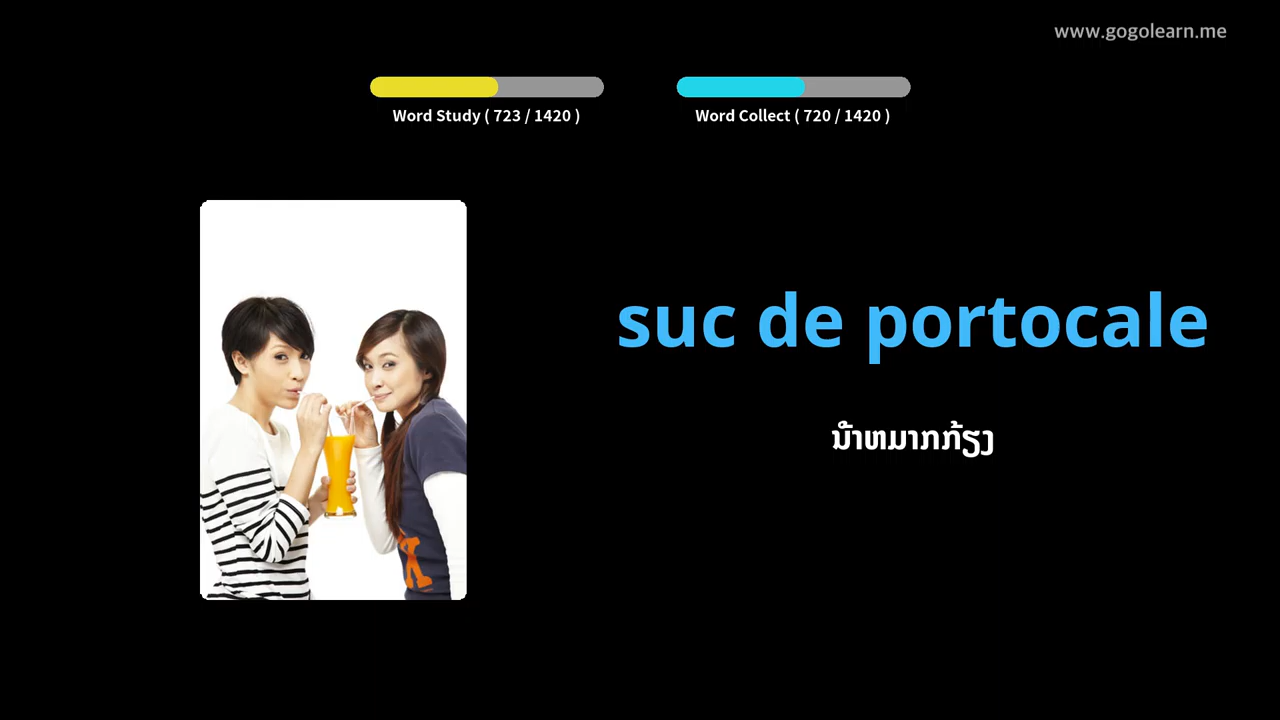 www.gogolearn.me
Word Study ( 723 / 1420 )
Word Collect ( 720 / 1420 )
suc de portocale
ນ້ຳຫມາກກ້ຽງ